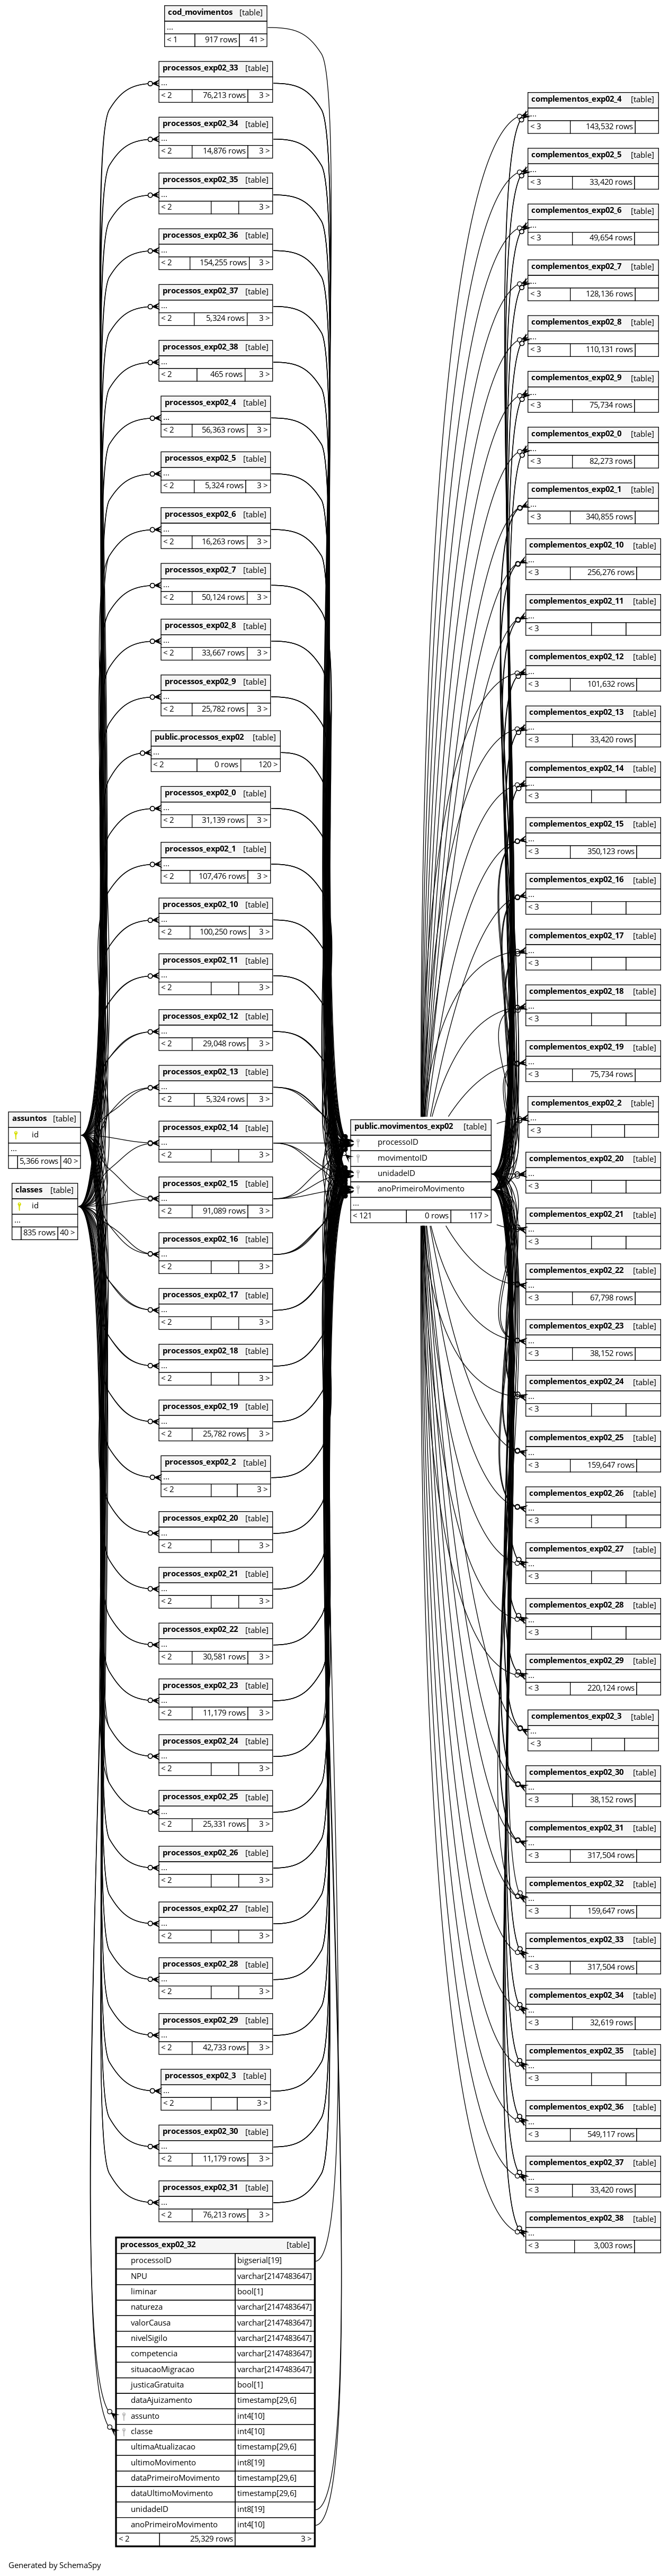 cod_movimentos [table]
...
< 1 917 rows 41 >
processos_exp02_33 [table]
...
< 2 76,213 rows 3 >
processos_exp02_34 [table]
...
< 2 14,876 rows 3 >
processos_exp02_35 [table]
...
< 2 3 >
processos_exp02_36 [table]
...
< 2 154,255 rows 3 >
processos_exp02_37 [table]
...
< 2 5,324 rows 3 >
processos_exp02_38 [table]
...
< 2 465 rows 3 >
processos_exp02_4 [table]
...
< 2 56,363 rows 3 >
processos_exp02_5 [table]
...
< 2 5,324 rows 3 >
processos_exp02_6 [table]
...
< 2 16,263 rows 3 >
processos_exp02_7 [table]
...
< 2 50,124 rows 3 >
processos_exp02_8 [table]
...
< 2 33,667 rows 3 >
processos_exp02_9 [table]
...
< 2 25,782 rows 3 >
public.processos_exp02 [table]
...
< 2 0 rows 120 >
processos_exp02_0 [table]
...
< 2 31,139 rows 3 >
processos_exp02_1 [table]
...
< 2 107,476 rows 3 >
processos_exp02_10 [table]
...
< 2 100,250 rows 3 >
processos_exp02_11 [table]
...
< 2 3 >
processos_exp02_12 [table]
...
< 2 29,048 rows 3 >
processos_exp02_13 [table]
...
< 2 5,324 rows 3 >
processos_exp02_14 [table]
...
< 2 3 >
processos_exp02_15 [table]
...
< 2 91,089 rows 3 >
processos_exp02_16 [table]
...
< 2 3 >
processos_exp02_17 [table]
...
< 2 3 >
processos_exp02_18 [table]
...
< 2 3 >
processos_exp02_19 [table]
...
< 2 25,782 rows 3 >
processos_exp02_2 [table]
...
< 2 3 >
processos_exp02_20 [table]
...
< 2 3 >
processos_exp02_21 [table]
...
< 2 3 >
processos_exp02_22 [table]
...
< 2 30,581 rows 3 >
processos_exp02_23 [table]
...
< 2 11,179 rows 3 >
processos_exp02_24 [table]
...
< 2 3 >
processos_exp02_25 [table]
...
< 2 25,331 rows 3 >
processos_exp02_26 [table]
...
< 2 3 >
processos_exp02_27 [table]
...
< 2 3 >
processos_exp02_28 [table]
...
< 2 3 >
processos_exp02_29 [table]
...
< 2 42,733 rows 3 >
processos_exp02_3 [table]
...
< 2 3 >
processos_exp02_30 [table]
...
< 2 11,179 rows 3 >
processos_exp02_31 [table]
...
< 2 76,213 rows 3 >
assuntos [table]
id
...
5,366 rows 40 >
classes [table]
id
...
835 rows 40 >
processos_exp02_32 [table]
processoID bigserial[19]
NPU varchar[2147483647]
liminar bool[1]
natureza varchar[2147483647]
valorCausa varchar[2147483647]
nivelSigilo varchar[2147483647]
competencia varchar[2147483647]
situacaoMigracao varchar[2147483647]
justicaGratuita bool[1]
dataAjuizamento timestamp[29,6]
assunto int4[10]
classe int4[10]
ultimaAtualizacao timestamp[29,6]
ultimoMovimento int8[19]
dataPrimeiroMovimento timestamp[29,6]
dataUltimoMovimento timestamp[29,6]
unidadeID int8[19]
anoPrimeiroMovimento int4[10]
< 2 25,329 rows 3 >
public.movimentos_exp02 [table]
processoID
movimentoID
unidadeID
anoPrimeiroMovimento
...
< 121 0 rows 117 >
complementos_exp02_4 [table]
...
< 3 143,532 rows
complementos_exp02_5 [table]
...
< 3 33,420 rows
complementos_exp02_6 [table]
...
< 3 49,654 rows
complementos_exp02_7 [table]
...
< 3 128,136 rows
complementos_exp02_8 [table]
...
< 3 110,131 rows
complementos_exp02_9 [table]
...
< 3 75,734 rows
complementos_exp02_0 [table]
...
< 3 82,273 rows
complementos_exp02_1 [table]
...
< 3 340,855 rows
complementos_exp02_10 [table]
...
< 3 256,276 rows
complementos_exp02_11 [table]
...
< 3
complementos_exp02_12 [table]
...
< 3 101,632 rows
complementos_exp02_13 [table]
...
< 3 33,420 rows
complementos_exp02_14 [table]
...
< 3
complementos_exp02_15 [table]
...
< 3 350,123 rows
complementos_exp02_16 [table]
...
< 3
complementos_exp02_17 [table]
...
< 3
complementos_exp02_18 [table]
...
< 3
complementos_exp02_19 [table]
...
< 3 75,734 rows
complementos_exp02_2 [table]
...
< 3
complementos_exp02_20 [table]
...
< 3
complementos_exp02_21 [table]
...
< 3
complementos_exp02_22 [table]
...
< 3 67,798 rows
complementos_exp02_23 [table]
...
< 3 38,152 rows
complementos_exp02_24 [table]
...
< 3
complementos_exp02_25 [table]
...
< 3 159,647 rows
complementos_exp02_26 [table]
...
< 3
complementos_exp02_27 [table]
...
< 3
complementos_exp02_28 [table]
...
< 3
complementos_exp02_29 [table]
...
< 3 220,124 rows
complementos_exp02_3 [table]
...
< 3
complementos_exp02_30 [table]
...
< 3 38,152 rows
complementos_exp02_31 [table]
...
< 3 317,504 rows
complementos_exp02_32 [table]
...
< 3 159,647 rows
complementos_exp02_33 [table]
...
< 3 317,504 rows
complementos_exp02_34 [table]
...
< 3 32,619 rows
complementos_exp02_35 [table]
...
< 3
complementos_exp02_36 [table]
...
< 3 549,117 rows
complementos_exp02_37 [table]
...
< 3 33,420 rows
complementos_exp02_38 [table]
...
< 3 3,003 rows
Generated by SchemaSpy